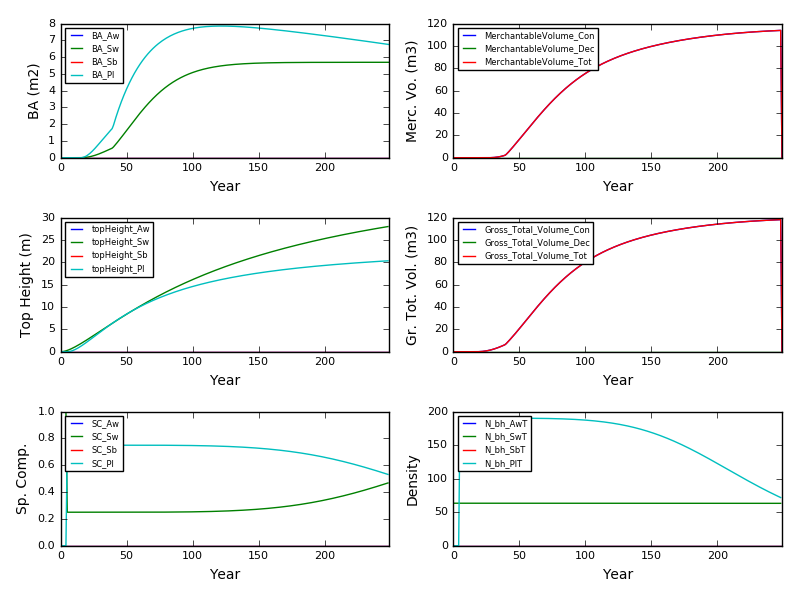 BA (m2)
8
7
6
5
4
3
2
1
0
BA_Aw
BA_Sw
BA_Sb
BA_Pl
0 50 100 150 200
Year
Merc. Vo. (m3)
120
100
80
60
40
20
0
MerchantableVolume_Con
MerchantableVolume_Dec
MerchantableVolume_Tot
0 50 100 150 200
Year
Top Height (m)
30
25
20
15
10
5
0
topHeight_Aw
topHeight_Sw
topHeight_Sb
topHeight_Pl
0 50 100 150 200
Year
Gr. Tot. Vol. (m3)
120
100
80
60
40
20
0
Gross_Total_Volume_Con
Gross_Total_Volume_Dec
Gross_Total_Volume_Tot
0 50 100 150 200
Year
Sp. Comp.
1.0
0.8
0.6
0.4
0.2
0.0
SC_Aw
SC_Sw
SC_Sb
SC_Pl
0 50 100 150 200
Year
Density
200
150
100
50
0
N_bh_AwT
N_bh_SwT
N_bh_SbT
N_bh_PlT
0 50 100 150 200
Year